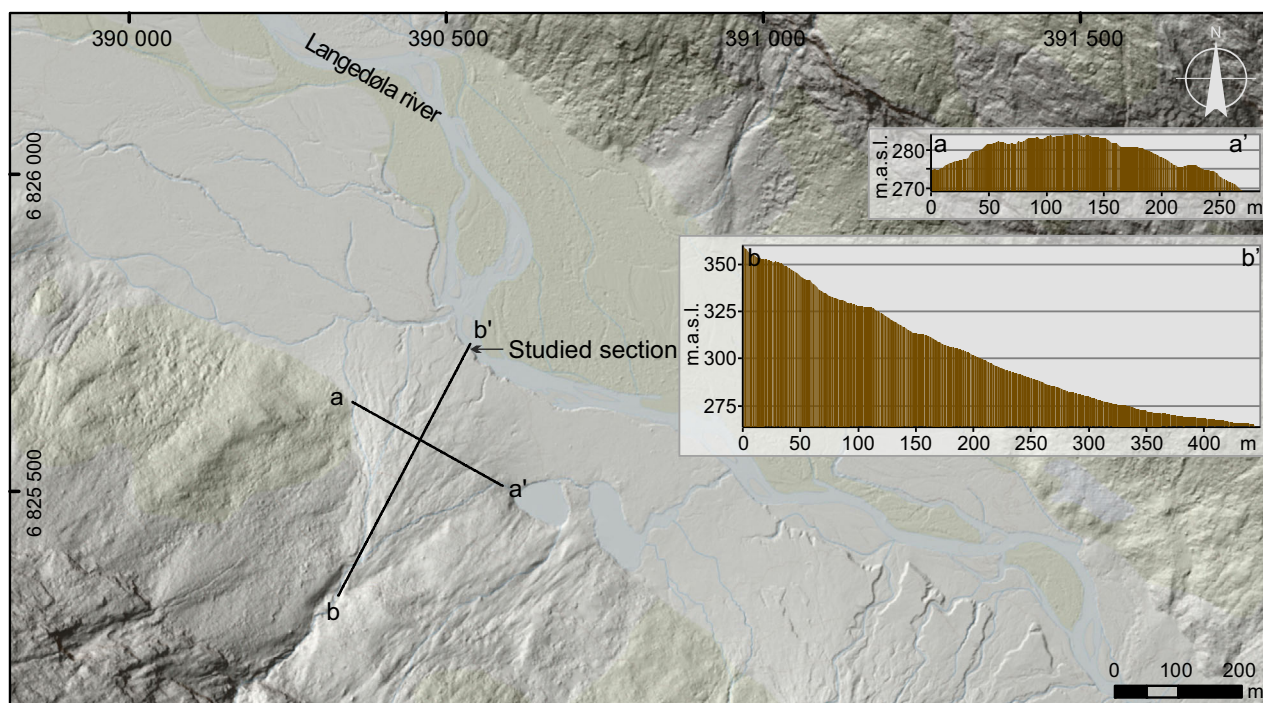 390 000
390 500
391 000
391 500
N
Langedøla river
6 826 000
6 825 500
a
a'
b
b'
Studied section
a
a'
m.a.s.l.
280
270
0
50
100
150
200
250
m
b
b'
m.a.s.l.
350
325
300
275
0
50
100
150
200
250
300
350
400
m
0
100
200
m